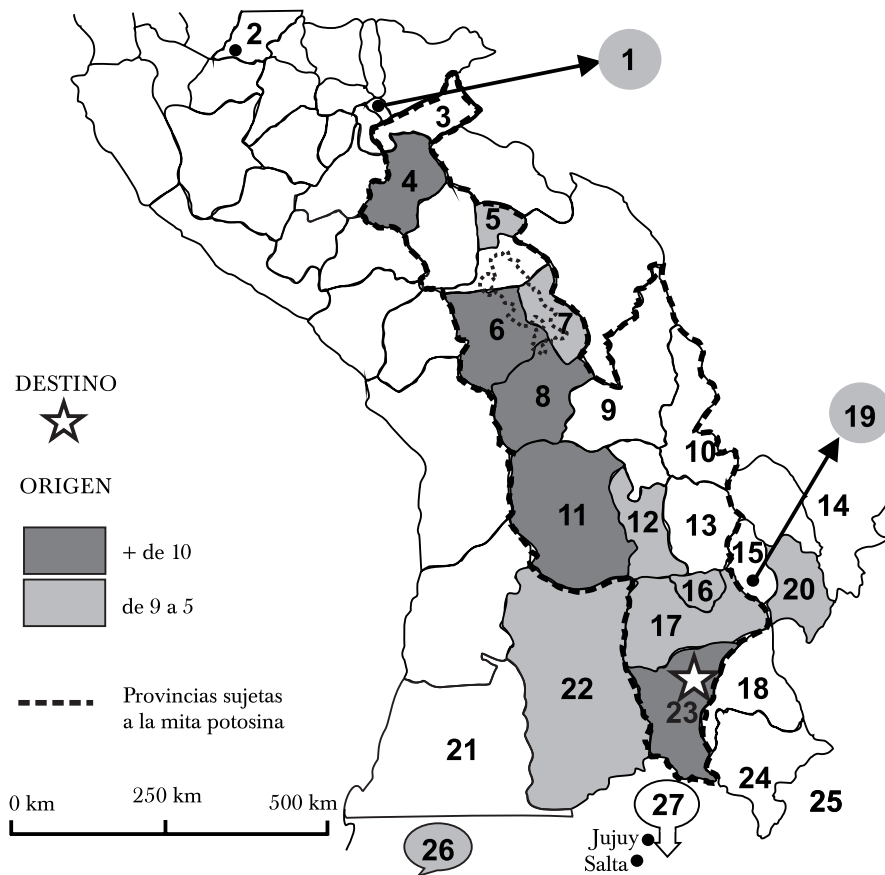 2
1
3
4
5
6
7
8
9
10
DESTINO
ORIGEN
+ de 10
de 9 a 5
Provincias sujetas
a la mita potosina
0 km
250 km
500 km
11
12
13
14
15
19
16
20
17
18
22
23
21
24
25
27
26
Jujuy
Salta